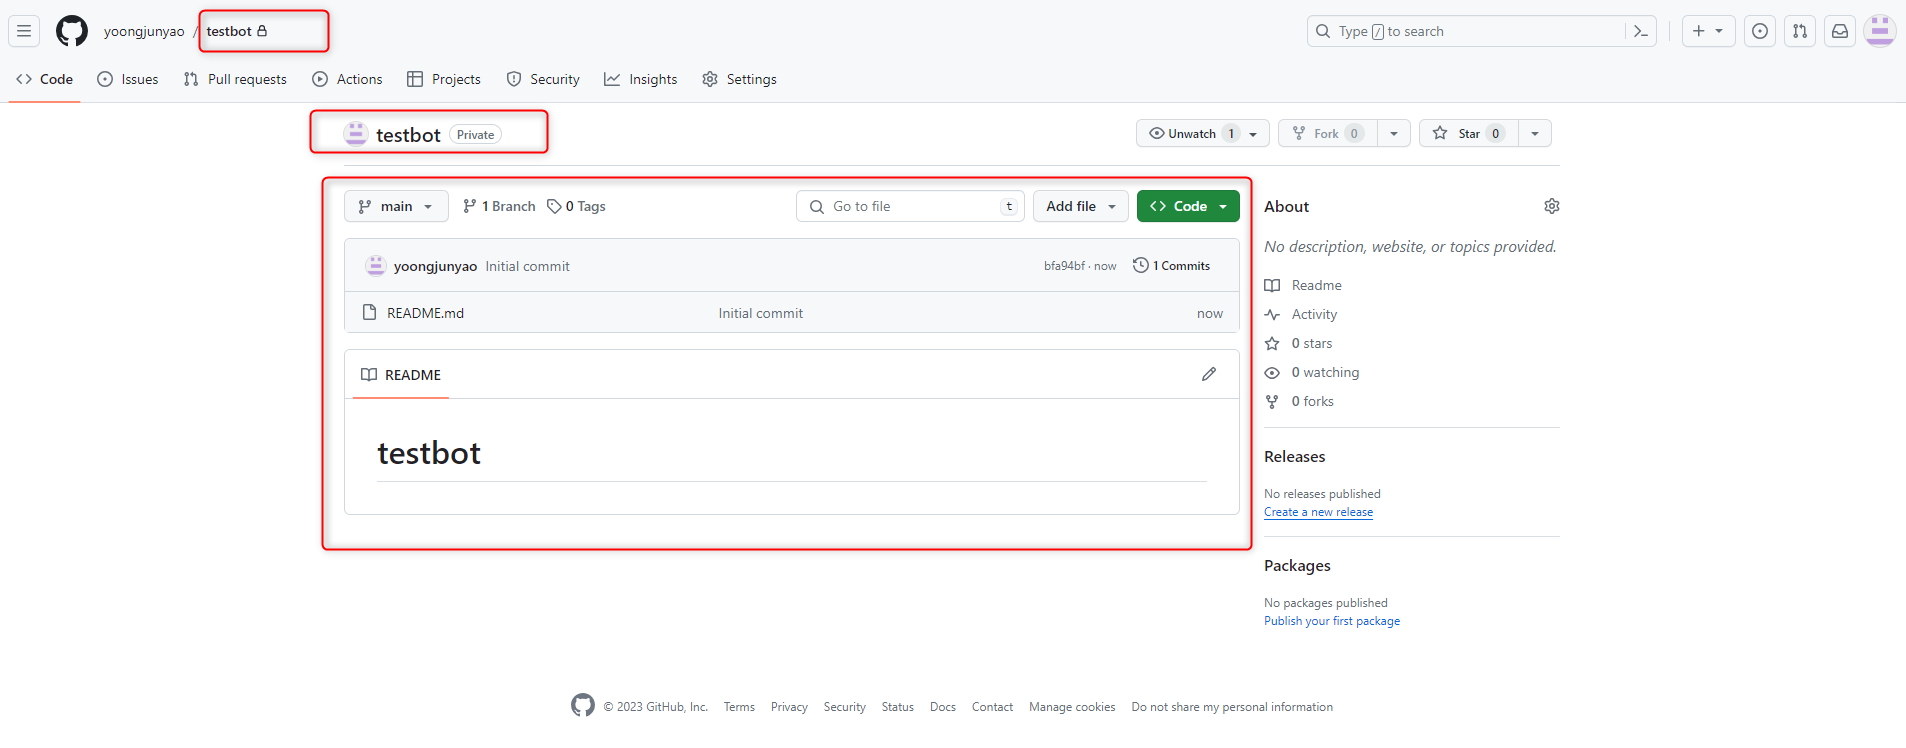 yoongjunyao / testbot
Type / to search
Code Issues Pull requests Actions Projects Security Insights Settings
testbot Private
Unwatch 1 Fork 0 Star 0
main 1 Branch 0 Tags
Go to file t Add file Code
yoongjunyao Initial commit bfa94bf · now 1 Commits
README.md Initial commit now
README
testbot
About
No description, website, or topics provided.
Readme
Activity
0 stars
0 watching
0 forks
Releases
No releases published
Create a new release
Packages
No packages published
Publish your first package
© 2023 GitHub, Inc. Terms Privacy Security Status Docs Contact Manage cookies Do not share my personal information